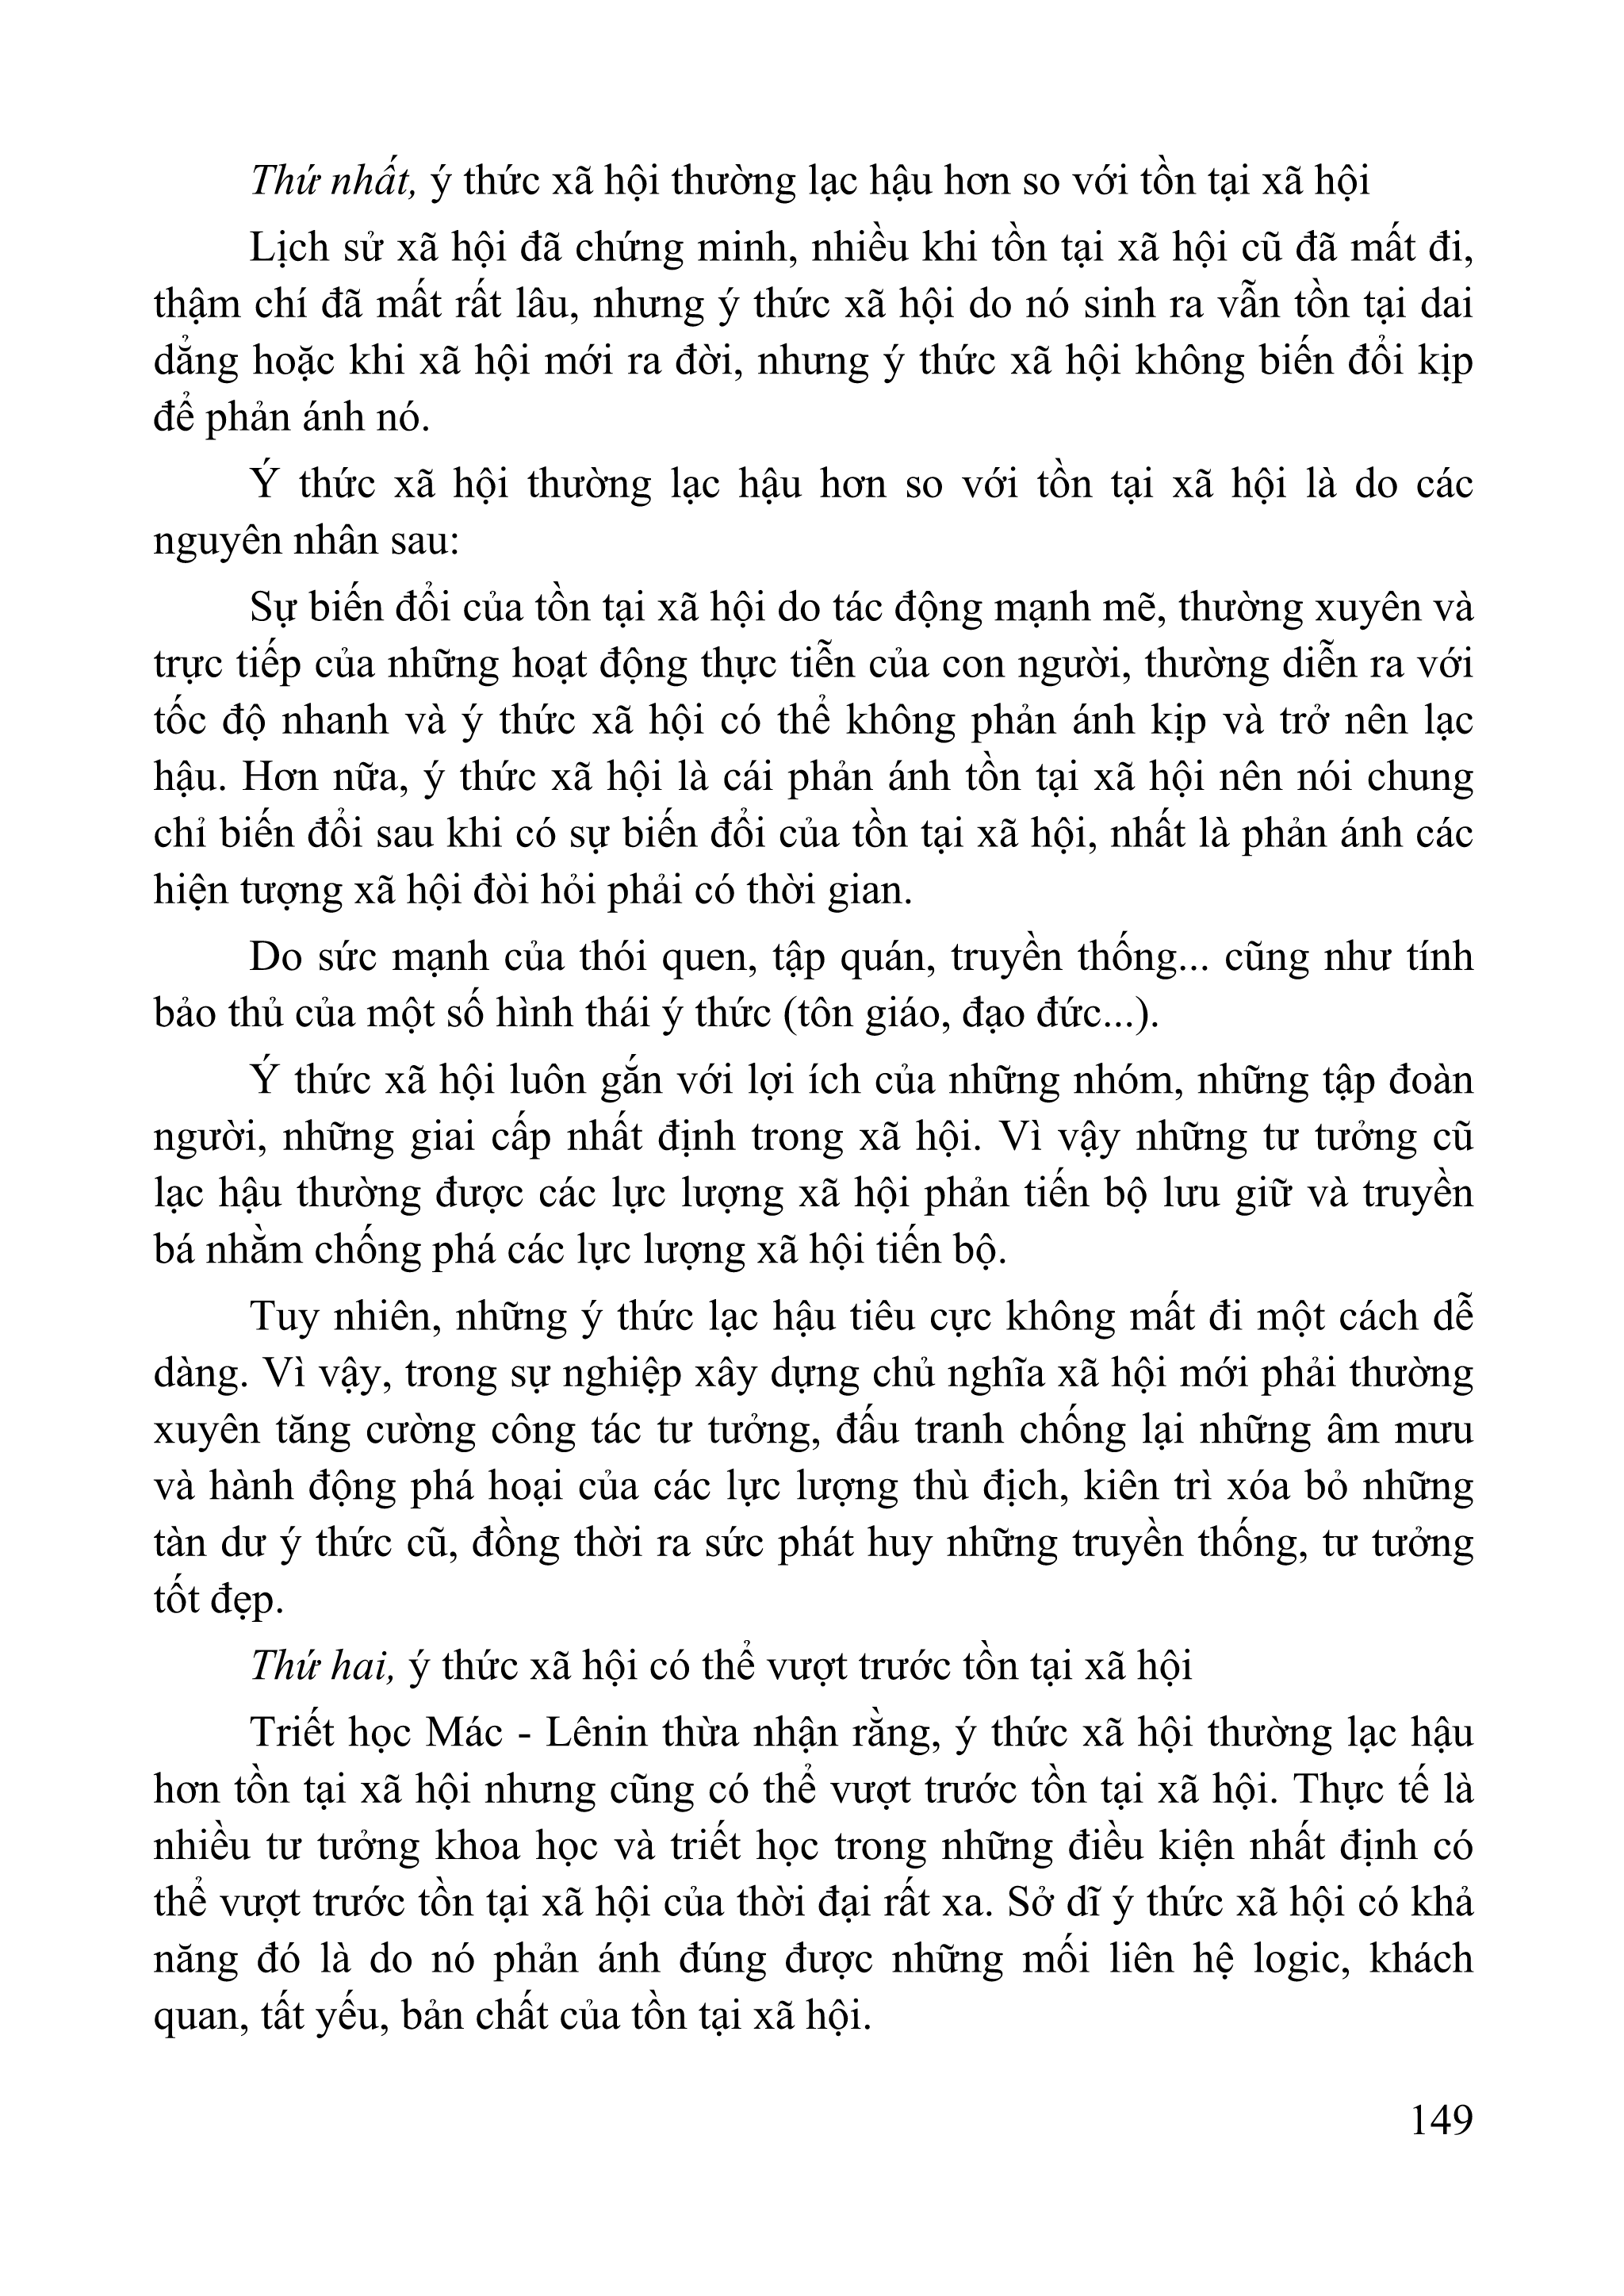 Thứ nhất, ý thức xã hội thường lạc hậu hơn so với tồn tại xã hội
Lịch sử xã hội đã chứng minh, nhiều khi tồn tại xã hội cũ đã mất đi,
thậm chí đã mất rất lâu, nhưng ý thức xã hội do nó sinh ra vẫn tồn tại dai
dẳng hoặc khi xã hội mới ra đời, nhưng ý thức xã hội không biến đổi kịp
để phản ánh nó.
Ý thức xã hội thường lạc hậu hơn so với tồn tại xã hội là do các
nguyên nhân sau:
Sự biến đổi của tồn tại xã hội do tác động mạnh mẽ, thường xuyên và
trực tiếp của những hoạt động thực tiễn của con người, thường diễn ra với
tốc độ nhanh và ý thức xã hội có thể không phản ánh kịp và trở nên lạc
hậu. Hơn nữa, ý thức xã hội là cái phản ánh tồn tại xã hội nên nói chung
chỉ biến đổi sau khi có sự biến đổi của tồn tại xã hội, nhất là phản ánh các
hiện tượng xã hội đòi hỏi phải có thời gian.
Do sức mạnh của thói quen, tập quán, truyền thống... cũng như tính
bảo thủ của một số hình thái ý thức (tôn giáo, đạo đức...).
Ý thức xã hội luôn gắn với lợi ích của những nhóm, những tập đoàn
người, những giai cấp nhất định trong xã hội. Vì vậy những tư tưởng cũ
lạc hậu thường được các lực lượng xã hội phản tiến bộ lưu giữ và truyền
bá nhằm chống phá các lực lượng xã hội tiến bộ.
Tuy nhiên, những ý thức lạc hậu tiêu cực không mất đi một cách dễ
dàng. Vì vậy, trong sự nghiệp xây dựng chủ nghĩa xã hội mới phải thường
xuyên tăng cường công tác tư tưởng, đấu tranh chống lại những âm mưu
và hành động phá hoại của các lực lượng thù địch, kiên trì xóa bỏ những
tàn dư ý thức cũ, đồng thời ra sức phát huy những truyền thống, tư tưởng
tốt đẹp.
Thứ hai, ý thức xã hội có thể vượt trước tồn tại xã hội
Triết học Mác - Lênin thừa nhận rằng, ý thức xã hội thường lạc hậu
hơn tồn tại xã hội nhưng cũng có thể vượt trước tồn tại xã hội. Thực tế là
nhiều tư tưởng khoa học và triết học trong những điều kiện nhất định có
thể vượt trước tồn tại xã hội của thời đại rất xa. Sở dĩ ý thức xã hội có khả
năng đó là do nó phản ánh đúng được những mối liên hệ logic, khách
quan, tất yếu, bản chất của tồn tại xã hội.
149